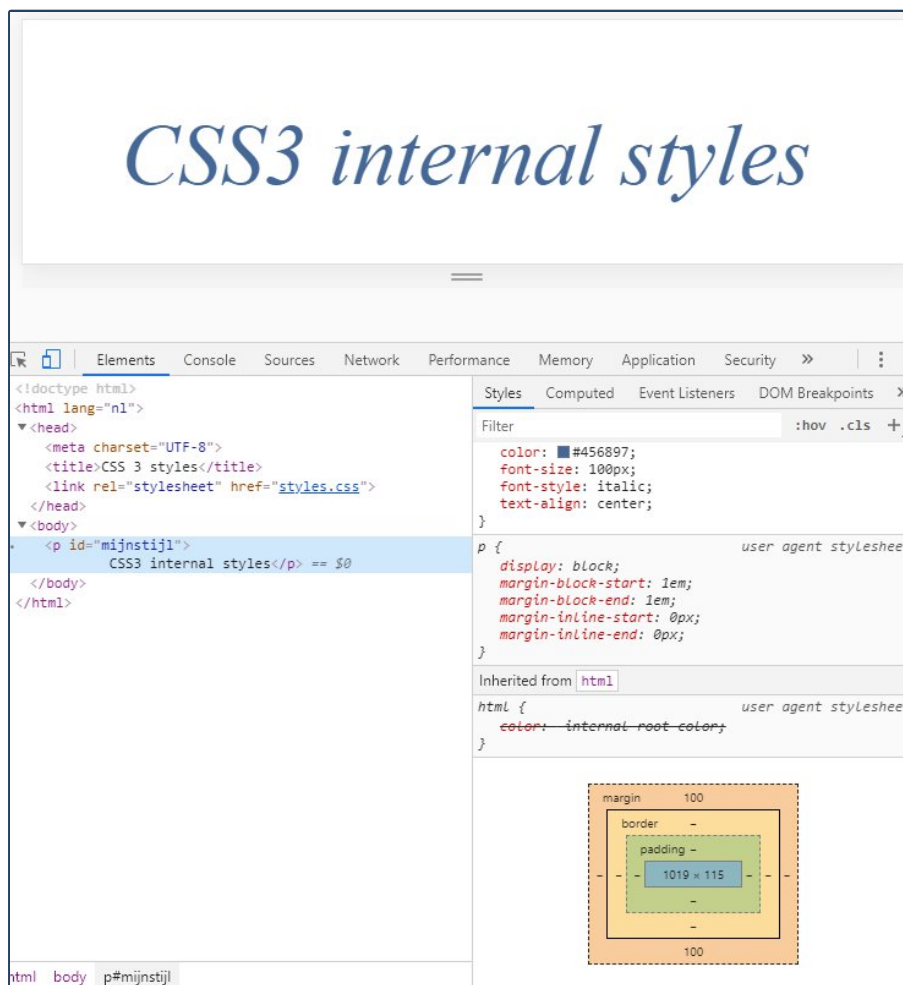 CSS3 internal styles
Elements Console Sources Network Performance Memory Application Security »
<!doctype html>
<html lang="nl">
▼<head>
<meta charset="UTF-8">
<title>CSS 3 styles</title>
<link rel="stylesheet" href="styles.css">
</head>
▼<body>
<p id="mijnstijl">
CSS3 internal styles</p> == $0
</body>
</html>
html body p#mijnstijl
Styles Computed Event Listeners DOM Breakpoints
Filter :hov .cls +
color: #456897;
font-size: 100px;
font-style: italic;
text-align: center;
}
p { user agent styleshee
display: block;
margin-block-start: 1em;
margin-block-end: 1em;
margin-inline-start: 0px;
margin-inline-end: 0px;
}
Inherited from html
html { user agent styleshee
color: -internal-root-color;
}
margin 100
border –
padding –
– – – 1019 × 115 – – –
–
–
100